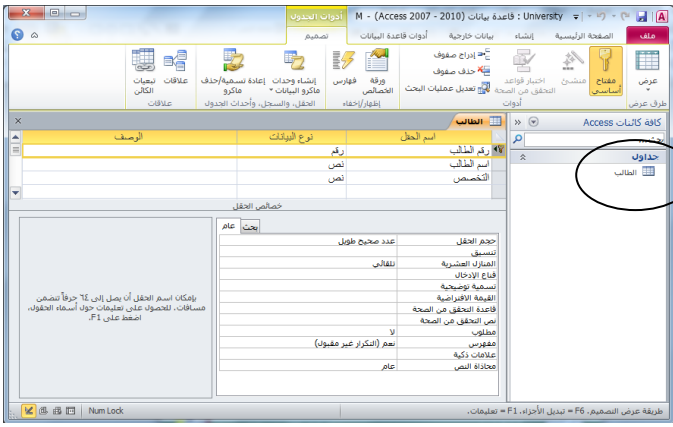 University : قاعدة بيانات (Access 2007 - 2010) - M
أدوات الجدول
ملف
الصفحة الرئيسية
إنشاء
بيانات خارجية
أدوات قاعدة البيانات
تصميم
عرض
طرق عرض
مفتاح أساسي
منشئ
اختبار قواعد التحقق من الصحة
إدراج صفوف
حذف صفوف
تعديل عمليات البحث
أدوات
ورقة الخصائص
فهارس
إظهار/إخفاء
إنشاء وحدات ماكرو البيانات
إعادة تسمية/حذف ماكرو
الحقل، والسجل، وأحداث الجدول
علاقات
تبعيات الكائن
علاقات
كافة كائنات Access
بحث...
جداول
الطالب
الطالب
اسم الحقل نوع البيانات الوصف
رقم الطالب رقم
اسم الطالب نص
التخصص نص
خصائص الحقل
عام بحث
حجم الحقل عدد صحيح طويل
تنسيق
المنازل العشرية تلقائي
قناع الإدخال
تسمية توضيحية
القيمة الافتراضية
قاعدة التحقق من الصحة
نص التحقق من الصحة
مطلوب لا
مفهرس نعم (التكرار غير مقبول)
علامات ذكية
محاذاة النص عام
بإمكان اسم الحقل أن يصل إلى ٦٤ حرفاً تتضمن
مسافات. للحصول على تعليمات حول أسماء الحقول،
اضغط على F1.
طريقة عرض التصميم. F6 = تبديل الأجزاء. F1 = تعليمات.
Num Lock